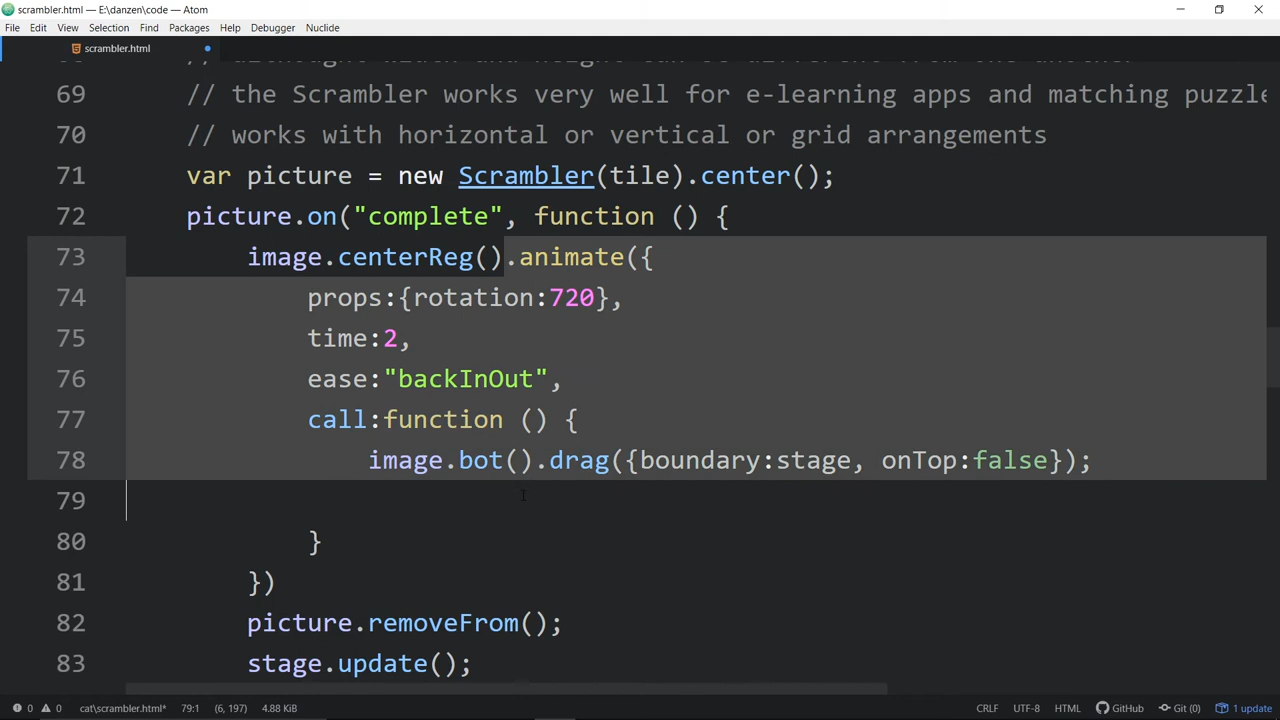 scrambler.html — E:\danzen\code — Atom
File Edit View Selection Find Packages Help Debugger Nuclide
scrambler.html
69 // the Scrambler works very well for e-learning apps and matching puzzle
70 // works with horizontal or vertical or grid arrangements
71 var picture = new Scrambler(tile).center();
72 picture.on("complete", function () {
73 image.centerReg().animate({
74 props:{rotation:720},
75 time:2,
76 ease:"backInOut",
77 call:function () {
78 image.bot().drag({boundary:stage, onTop:false});
79
80 }
81 })
82 picture.removeFrom();
83 stage.update();
0 0 cat\scrambler.html* 79:1 (6, 197) 4.88 KiB CRLF UTF-8 HTML GitHub Git (0) 1 update